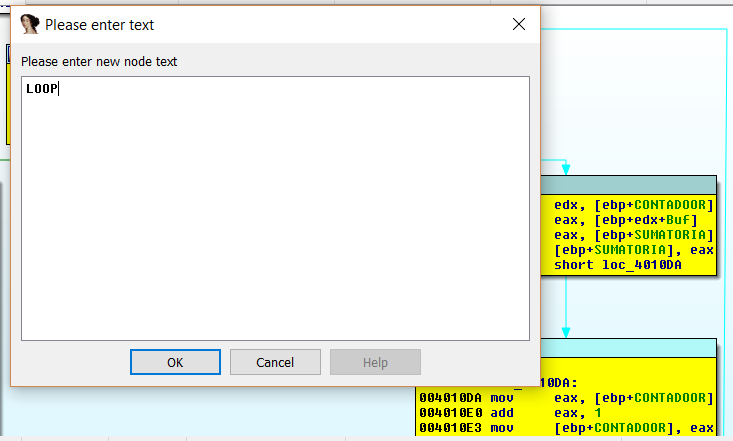 Please enter text
Please enter new node text
LOOP
OK
Cancel
Help
edx, [ebp+CONTADOOR]
eax, [ebp+edx+Buf]
eax, [ebp+SUMATORIA]
[ebp+SUMATORIA], eax
short loc_4010DA
10DA:
004010DA mov eax, [ebp+CONTADOOR]
004010E0 add eax, 1
004010E3 mov [ebp+CONTADOOR], eax